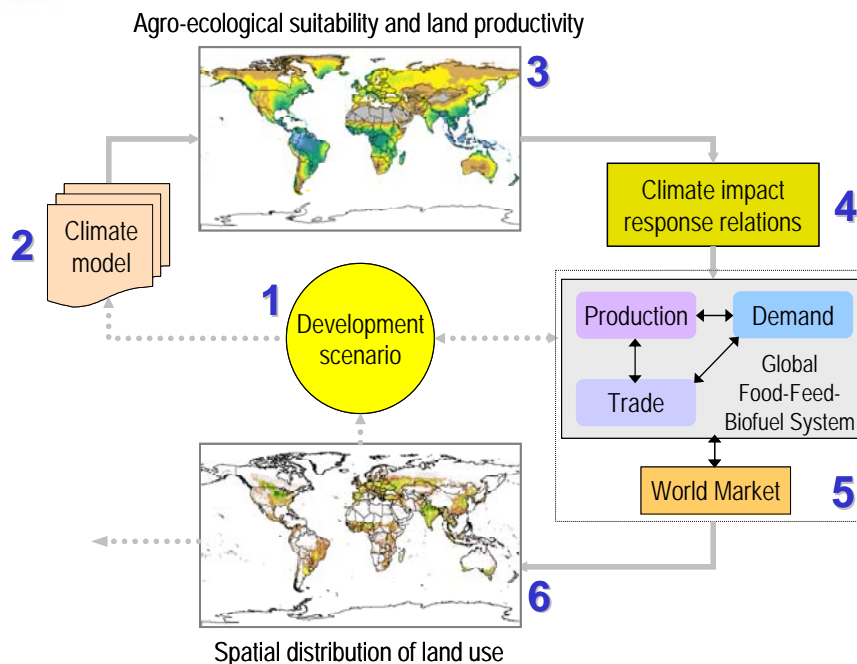 Agro-ecological suitability and land productivity
3
2
Climate
model
Climate impact
response relations
4
1
Development
scenario
Production
Demand
Trade
Global
Food-Feed-
Biofuel System
World Market
5
6
Spatial distribution of land use